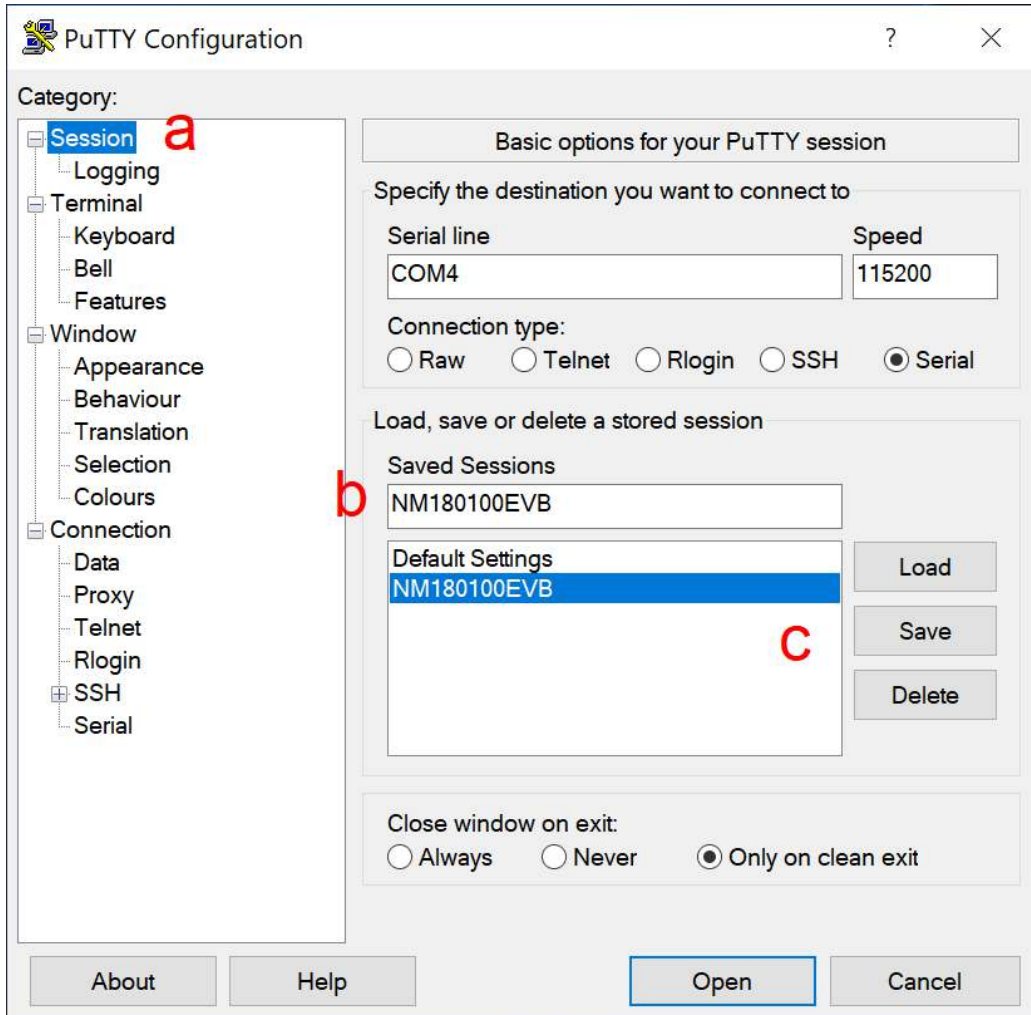 PuTTY Configuration
?
Category:
Session
a
Logging
Terminal
Keyboard
Bell
Features
Window
Appearance
Behaviour
Translation
Selection
Colours
Connection
Data
Proxy
Telnet
Rlogin
SSH
Serial
Basic options for your PuTTY session
Specify the destination you want to connect to
Serial line Speed
COM4 115200
Connection type:
Raw Telnet Rlogin SSH Serial
Load, save or delete a stored session
Saved Sessions
b
NM180100EVB
Default Settings
NM180100EVB
c
Load
Save
Delete
Close window on exit:
Always Never Only on clean exit
About Help Open Cancel